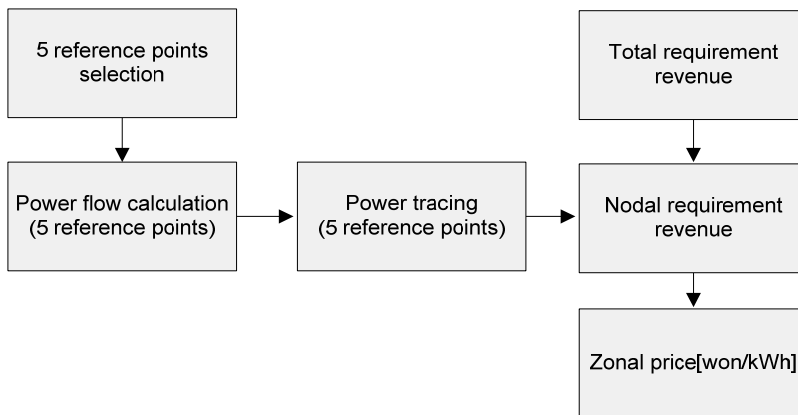 5 reference points
selection
Total requirement
revenue
Power flow calculation
(5 reference points)
Power tracing
(5 reference points)
Nodal requirement
revenue
Zonal price[won/kWh]